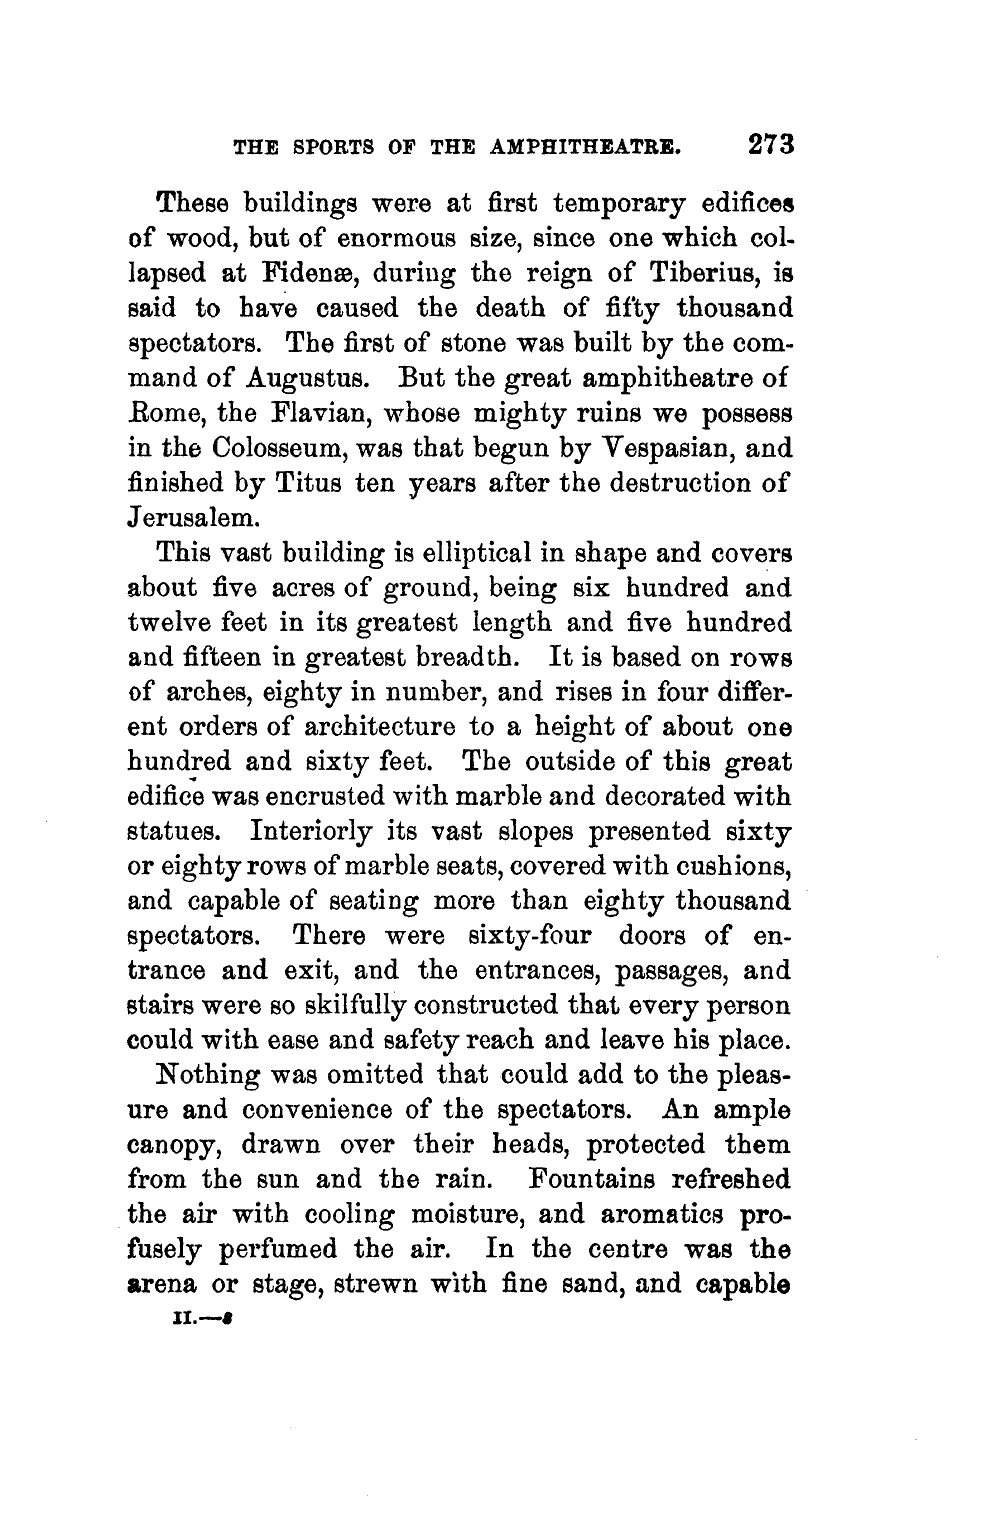 THE SPORTS OF THE AMPHITHEATRE. 273
These buildings were at first temporary edifices
of wood, but of enormous size, since one which col-
lapsed at Fidenæ, during the reign of Tiberius, is
said to have caused the death of fifty thousand
spectators. The first of stone was built by the com-
mand of Augustus. But the great amphitheatre of
Rome, the Flavian, whose mighty ruins we possess
in the Colosseum, was that begun by Vespasian, and
finished by Titus ten years after the destruction of
Jerusalem.
This vast building is elliptical in shape and covers
about five acres of ground, being six hundred and
twelve feet in its greatest length and five hundred
and fifteen in greatest breadth. It is based on rows
of arches, eighty in number, and rises in four differ-
ent orders of architecture to a height of about one
hundred and sixty feet. The outside of this great
edifice was encrusted with marble and decorated with
statues. Interiorly its vast slopes presented sixty
or eighty rows of marble seats, covered with cushions,
and capable of seating more than eighty thousand
spectators. There were sixty-four doors of en-
trance and exit, and the entrances, passages, and
stairs were so skilfully constructed that every person
could with ease and safety reach and leave his place.
Nothing was omitted that could add to the pleas-
ure and convenience of the spectators. An ample
canopy, drawn over their heads, protected them
from the sun and the rain. Fountains refreshed
the air with cooling moisture, and aromatics pro-
fusely perfumed the air. In the centre was the
arena or stage, strewn with fine sand, and capable
II.—s